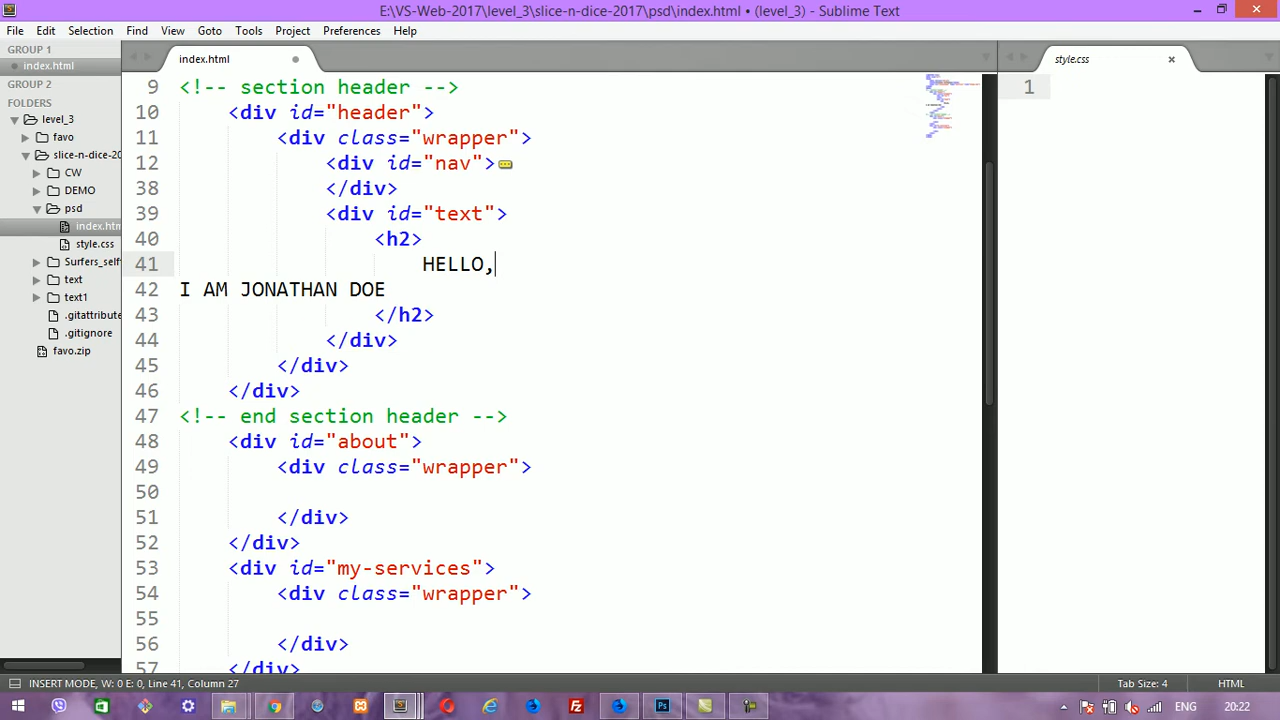 E:\VS-Web-2017\level_3\slice-n-dice-2017\psd\index.html • (level_3) - Sublime Text
File Edit Selection Find View Goto Tools Project Preferences Help
GROUP 1
index.html
GROUP 2
FOLDERS
level_3
favo
slice-n-dice-20
CW
DEMO
psd
index.htm
style.css
Surfers_self
text
text1
.gitattribute
.gitignore
favo.zip
index.html
9 <!-- section header -->
10 <div id="header">
11 <div class="wrapper">
12 <div id="nav">
38 </div>
39 <div id="text">
40 <h2>
41 HELLO,
42 I AM JONATHAN DOE
43 </h2>
44 </div>
45 </div>
46 </div>
47 <!-- end section header -->
48 <div id="about">
49 <div class="wrapper">
50
51 </div>
52 </div>
53 <div id="my-services">
54 <div class="wrapper">
55
56 </div>
57 </div>
style.css
1
INSERT MODE, W: 0 E: 0, Line 41, Column 27
Tab Size: 4
HTML
ENG
20:22